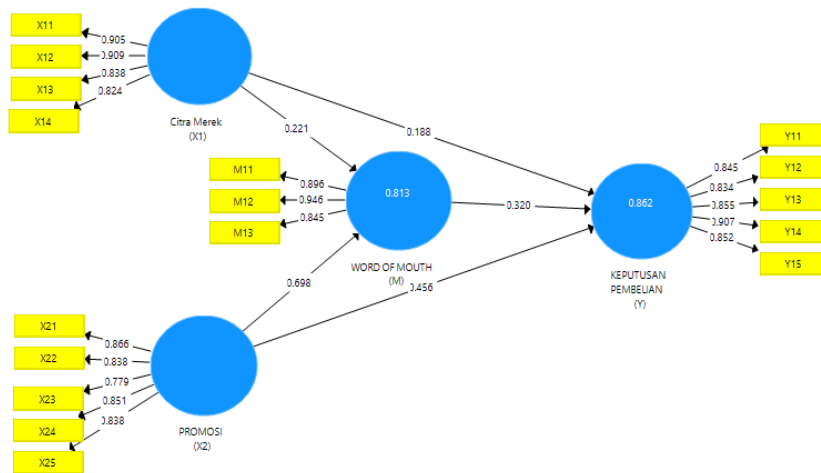 X11
X12
X13
X14
0.905
0.909
0.838
0.824
Citra Merek
(X1)
0.221
0.188
M11
M12
M13
0.896
0.946
0.845
0.813
WORD OF MOUTH
(M)
0.320
0.698
0.456
0.862
KEPUTUSAN
PEMBELIAN
(Y)
0.845
0.834
0.855
0.907
0.852
Y11
Y12
Y13
Y14
Y15
X21
X22
X23
X24
X25
0.866
0.838
0.779
0.851
0.838
PROMOSI
(X2)